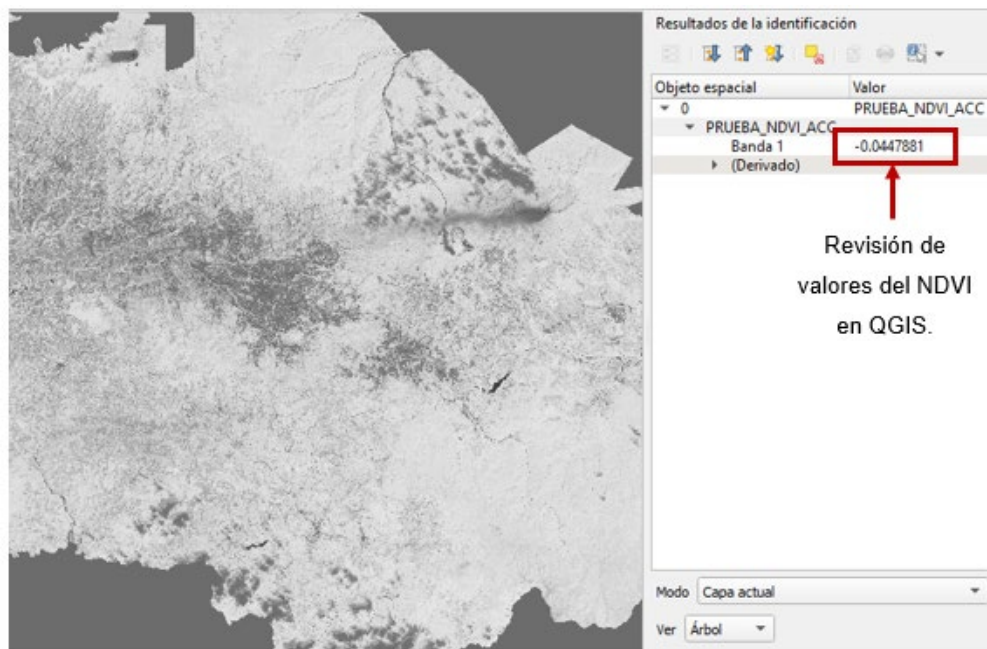 Resultados de la identificación
Objeto espacial Valor
0 PRUEBA_NDVI_ACC
PRUEBA_NDVI_ACC
Banda 1 -0.0447881
(Derivado)
Revisión de
valores del NDVI
en QGIS.
Modo Capa actual
Ver Árbol